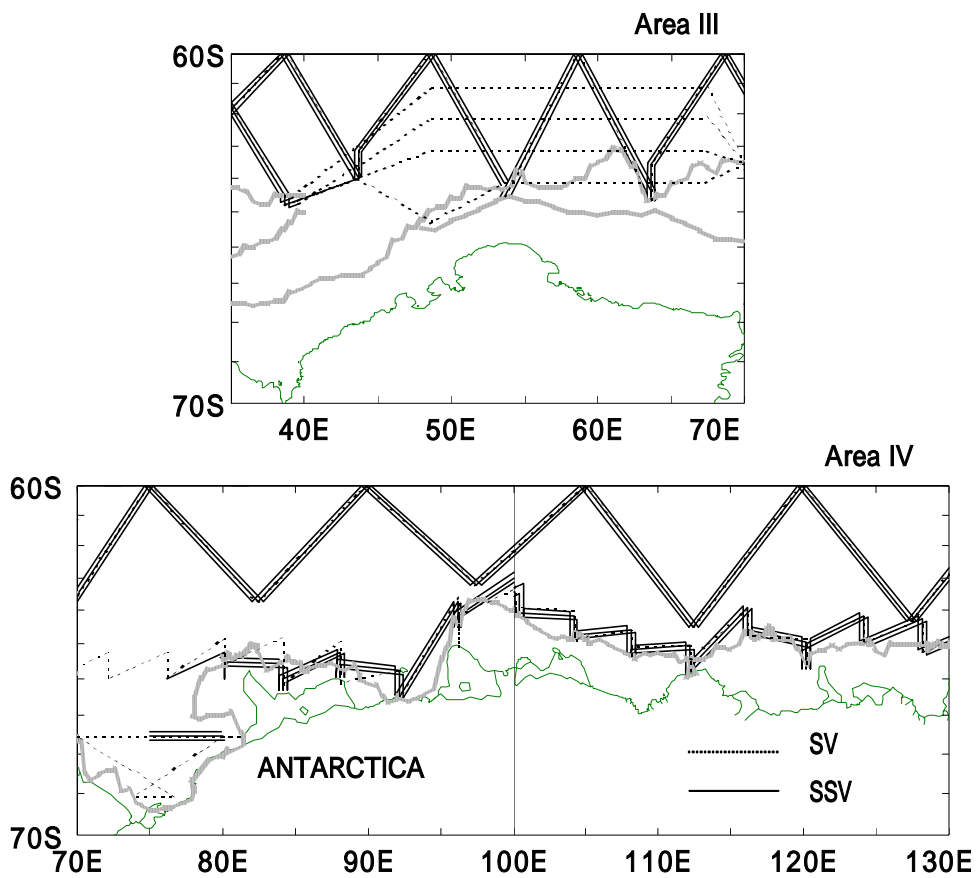 Area III
60S
70S
40E 50E 60E 70E
Area IV
60S
SV
ANTARCTICA
SSV
70S
70E 80E 90E 100E 110E 120E 130E